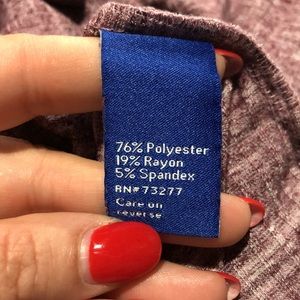 76% Polyester
19% Rayon
5% Spandex
RN# 73277
Care on
reverse